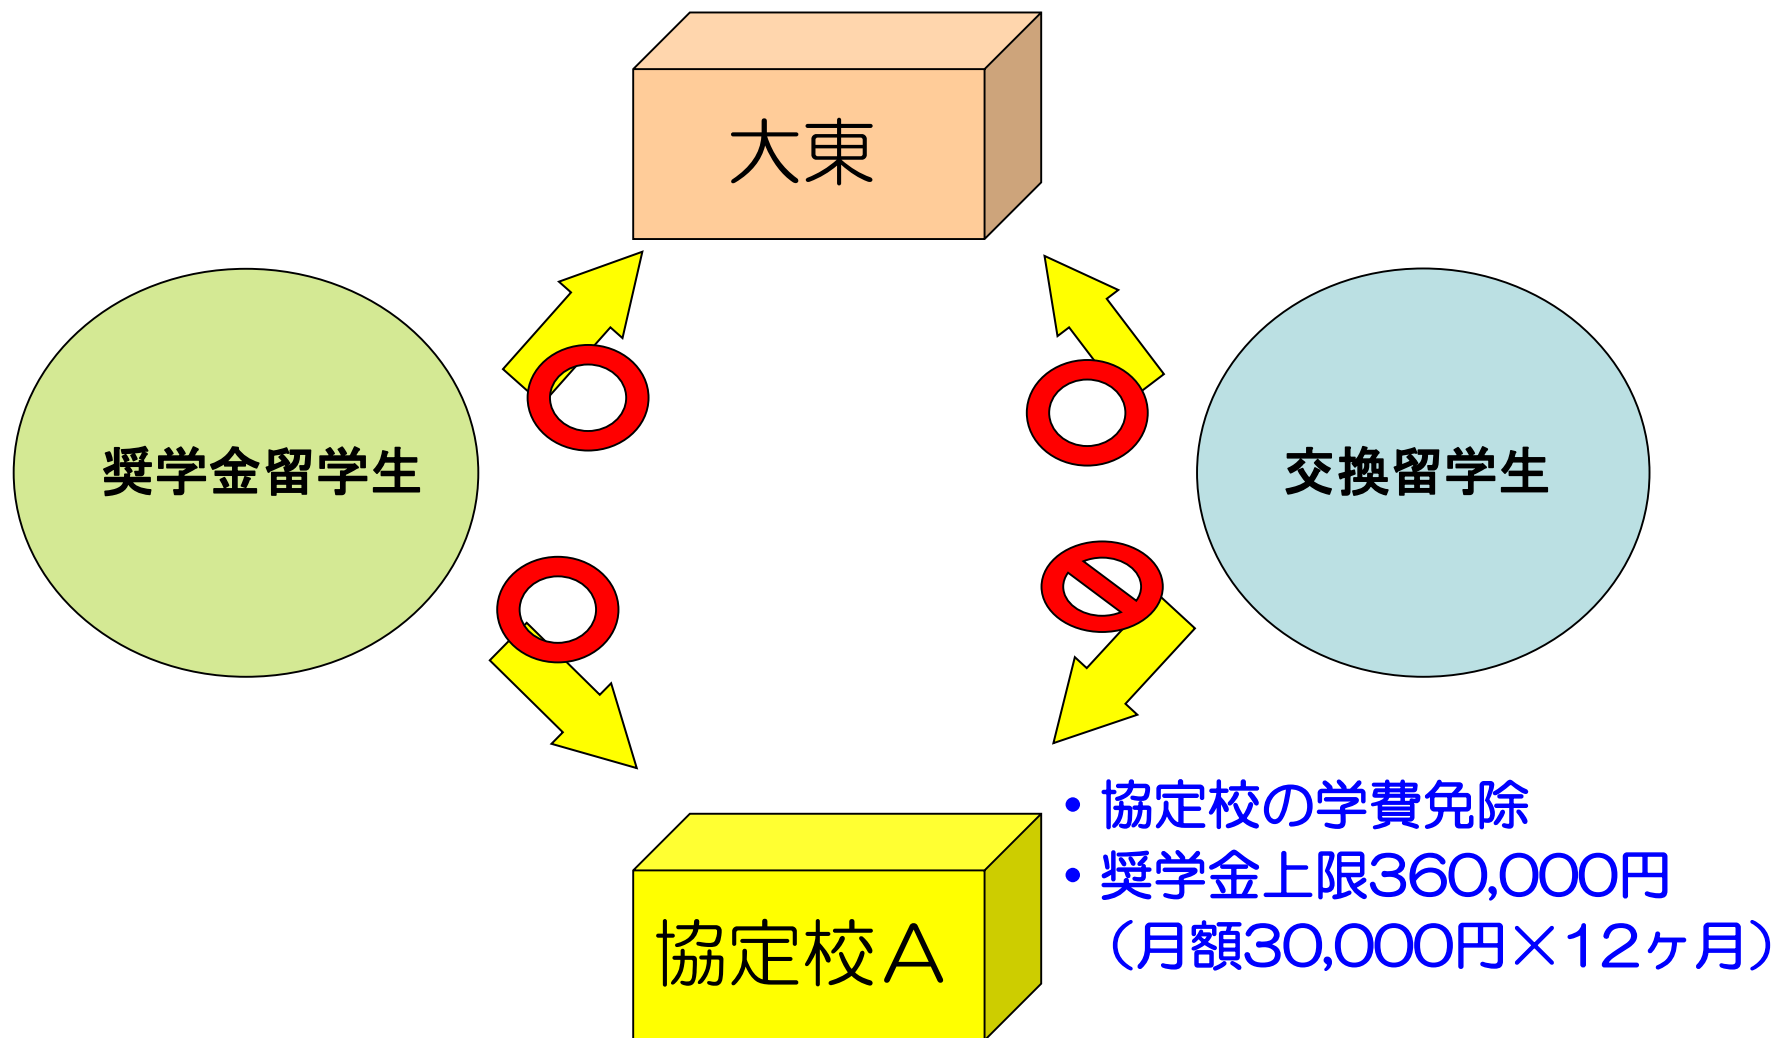 大東
奨学金留学生
交換留学生
・協定校の学費免除
・奨学金上限360,000円
（月額30,000円×12ヶ月）
協定校A